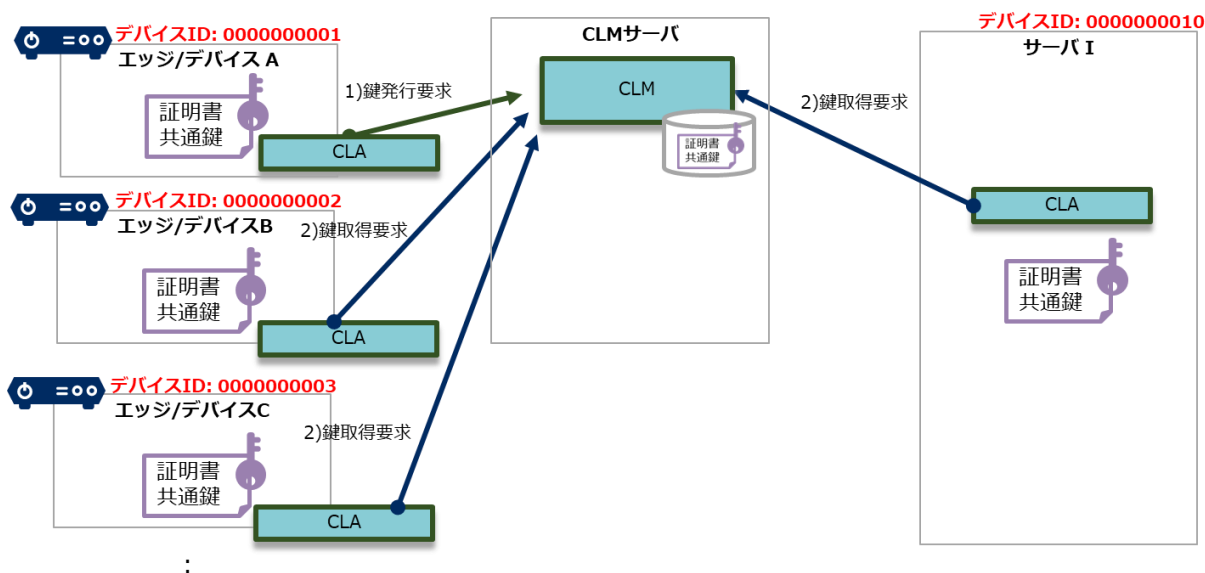 デバイスID: 0000000001
エッジ/デバイス A
証明書
共通鍵
CLA
1)鍵発行要求
デバイスID: 0000000002
エッジ/デバイスB
証明書
共通鍵
CLA
2)鍵取得要求
デバイスID: 0000000003
エッジ/デバイスC
証明書
共通鍵
CLA
2)鍵取得要求
⋮
CLMサーバ
CLM
証明書
共通鍵
2)鍵取得要求
デバイスID: 0000000010
サーバ I
CLA
証明書
共通鍵